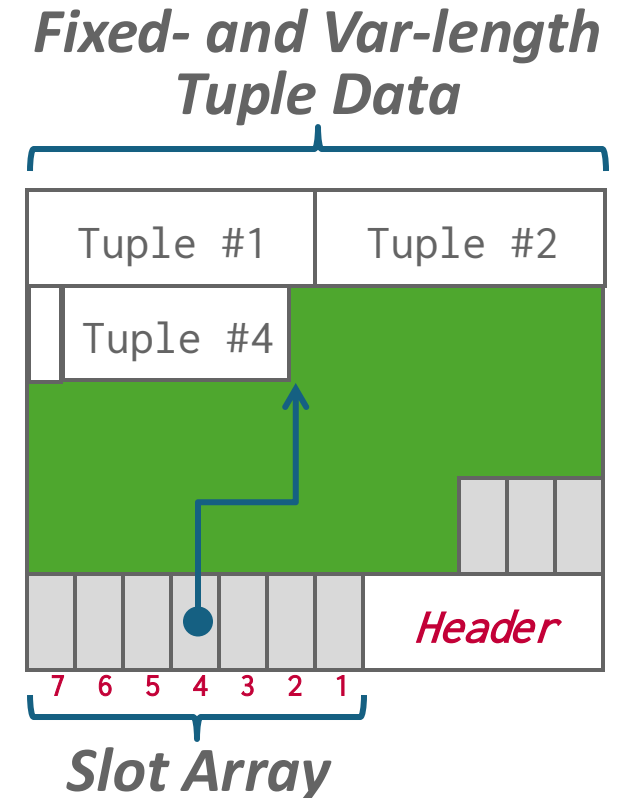 Fixed- and Var-length
Tuple Data
Tuple #1
Tuple #2
Tuple #4
Header
7 6 5 4 3 2 1
Slot Array